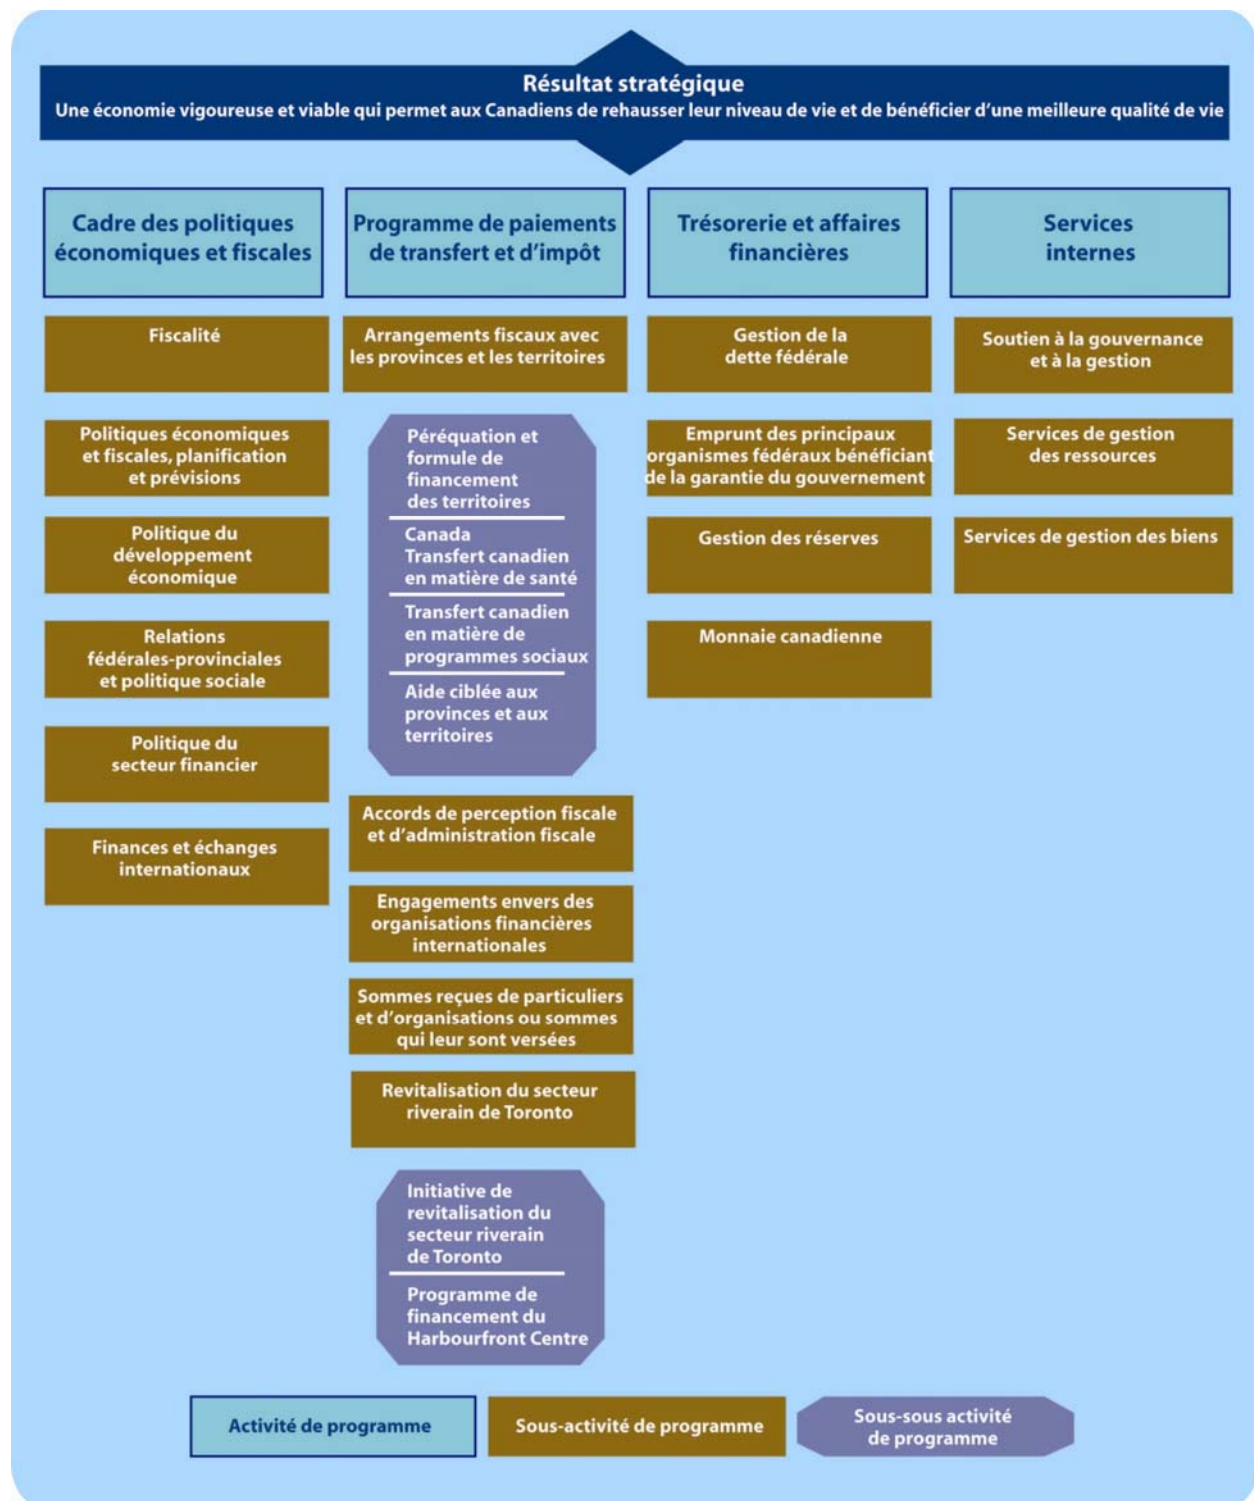 Résultat stratégique
Une économie vigoureuse et viable qui permet aux Canadiens de rehausser leur niveau de vie et de bénéficier d'une meilleure qualité de vie
Cadre des politiques
économiques et fiscales
Fiscalité
Politiques économiques
et fiscales, planification
et prévisions
Politique du
développement
économique
Relations
fédérales-provinciales
et politique sociale
Politique du
secteur financier
Finances et échanges
internationaux
Programme de paiements
de transfert et d'impôt
Arrangements fiscaux avec
les provinces et les territoires
Péréquation et
formule de
financement
des territoires
Canada
Transfert canadien
en matière de santé
Transfert canadien
en matière de
programmes sociaux
Aide ciblée aux
provinces et aux
territoires
Accords de perception fiscale
et d'administration fiscale
Engagements envers des
organisations financières
internationales
Sommes reçues de particuliers
et d'organisations ou sommes
qui leur sont versées
Revitalisation du secteur
riverain de Toronto
Initiative de
revitalisation du
secteur riverain
de Toronto
Programme de
financement du
Harbourfront Centre
Trésorerie et affaires
financières
Gestion de la
dette fédérale
Emprunt des principaux
organismes fédéraux bénéficiant
de la garantie du gouvernement
Gestion des réserves
Monnaie canadienne
Services
internes
Soutien à la gouvernance
et à la gestion
Services de gestion
des ressources
Services de gestion des biens
Activité de programme
Sous-activité de programme
Sous-sous activité
de programme